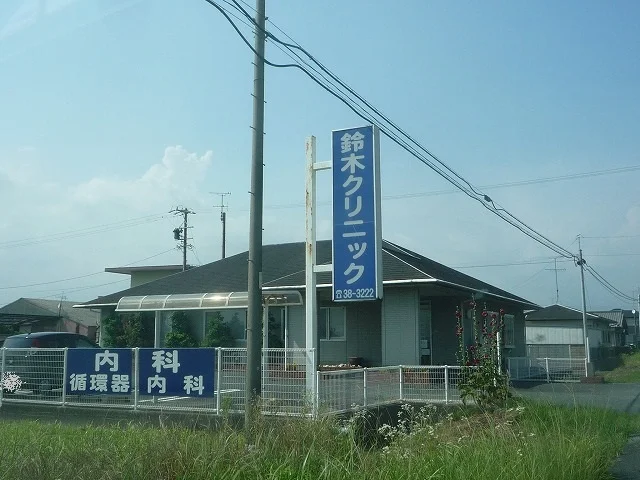 鈴木クリニック
☎38-3222
内科
循環器
内科